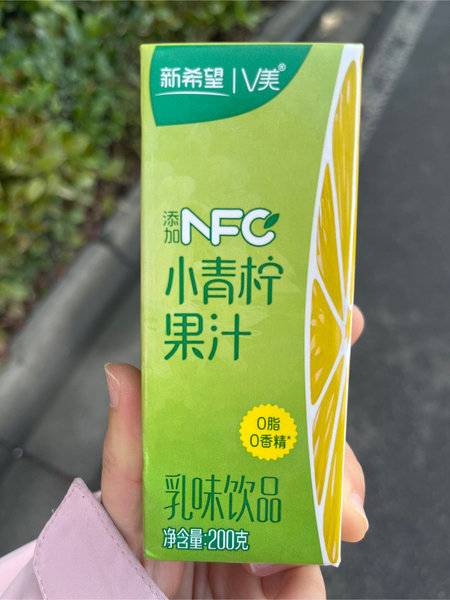 新希望 | V美®
添加NFC
小青柠
果汁
0脂
0香精*
乳味饮品
净含量:200克